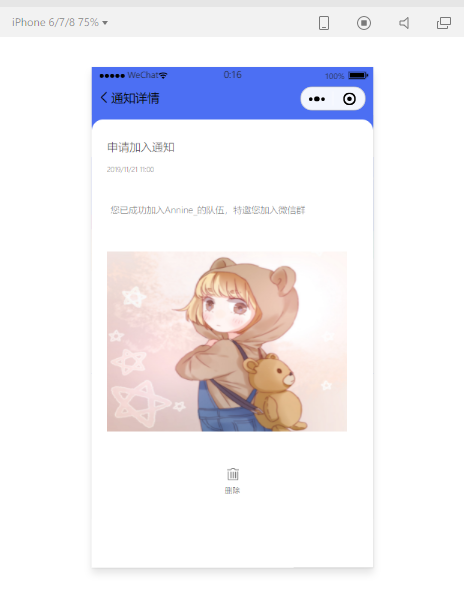 iPhone 6/7/8 75%
WeChat 0:16 100%
通知详情
申请加入通知
2019/11/21 11:00
您已成功加入Annine_的队伍，特邀您加入微信群
删除